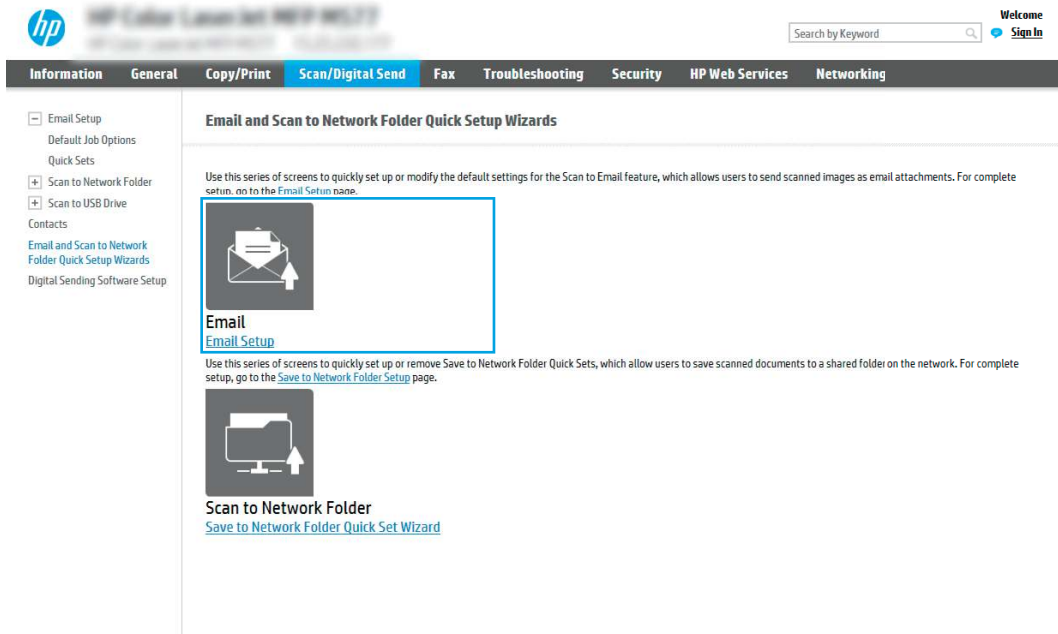 hp
Welcome
Search by Keyword
Sign In
Information General Copy/Print Scan/Digital Send Fax Troubleshooting Security HP Web Services Networking
Email Setup
Default Job Options
Quick Sets
Scan to Network Folder
Scan to USB Drive
Contacts
Email and Scan to Network
Folder Quick Setup Wizards
Digital Sending Software Setup
Email and Scan to Network Folder Quick Setup Wizards
Use this series of screens to quickly set up or modify the default settings for the Scan to Email feature, which allows users to send scanned images as email attachments. For complete
setup, go to the Email Setup page.
Email
Email Setup
Use this series of screens to quickly set up or remove Save to Network Folder Quick Sets, which allow users to save scanned documents to a shared folder on the network. For complete
setup, go to the Save to Network Folder Setup page.
Scan to Network Folder
Save to Network Folder Quick Set Wizard